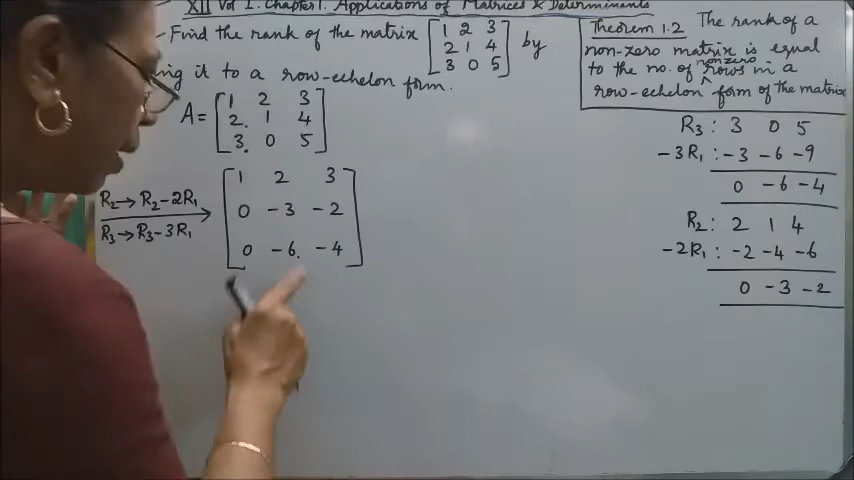 XII Vol 1. Chapter 1. Applications of Matrices & Determinants
Find the rank of the matrix [1 2 3
2 1 4
3 0 5] by
ing it to a row-echelon form.
A = [1 2 3
2 1 4
3 0 5]
R2 → R2 - 2R1
R3 → R3 - 3R1
[1 2 3
0 -3 -2
0 -6 -4]
Theorem 1.2 The rank of a
non-zero matrix is equal
to the no. of nonzero rows in a
row-echelon form of the matrix
R3 : 3 0 5
-3R1 : -3 -6 -9
0 -6 -4
R2 : 2 1 4
-2R1 : -2 -4 -6
0 -3 -2